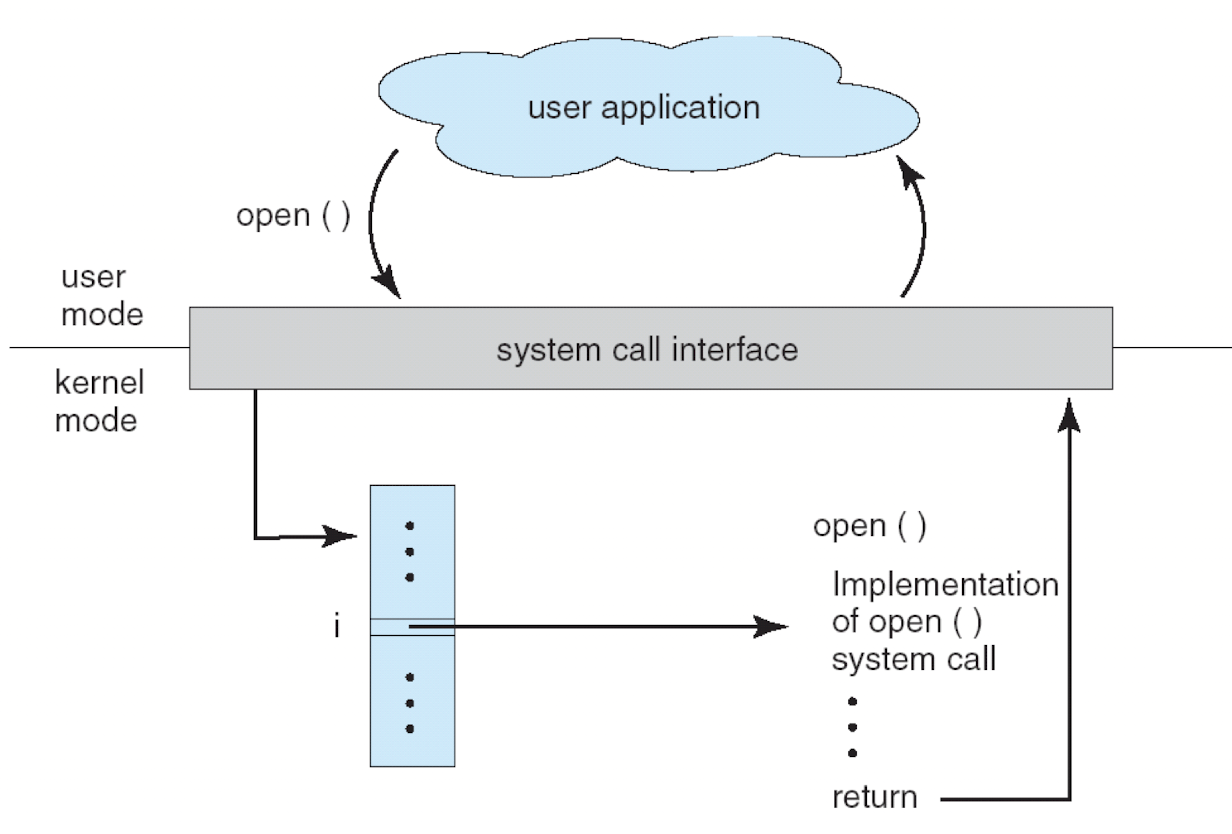 user application
open ( )
user
mode
system call interface
kernel
mode
open ( )
i
Implementation
of open ( )
system call
return